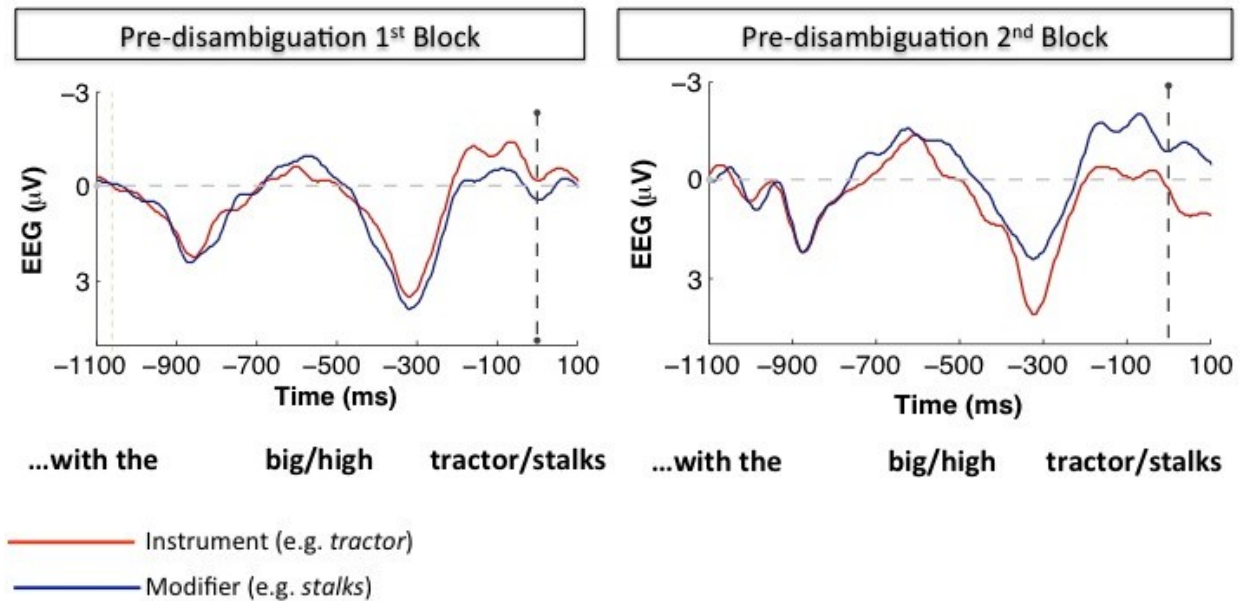 Pre-disambiguation 1st Block
−3
0
3
EEG (µV)
−1100 −900 −700 −500 −300 −100 100
Time (ms)
...with the big/high tractor/stalks
Pre-disambiguation 2nd Block
−3
0
3
EEG (µV)
−1100 −900 −700 −500 −300 −100 100
Time (ms)
...with the big/high tractor/stalks
Instrument (e.g. tractor)
Modifier (e.g. stalks)